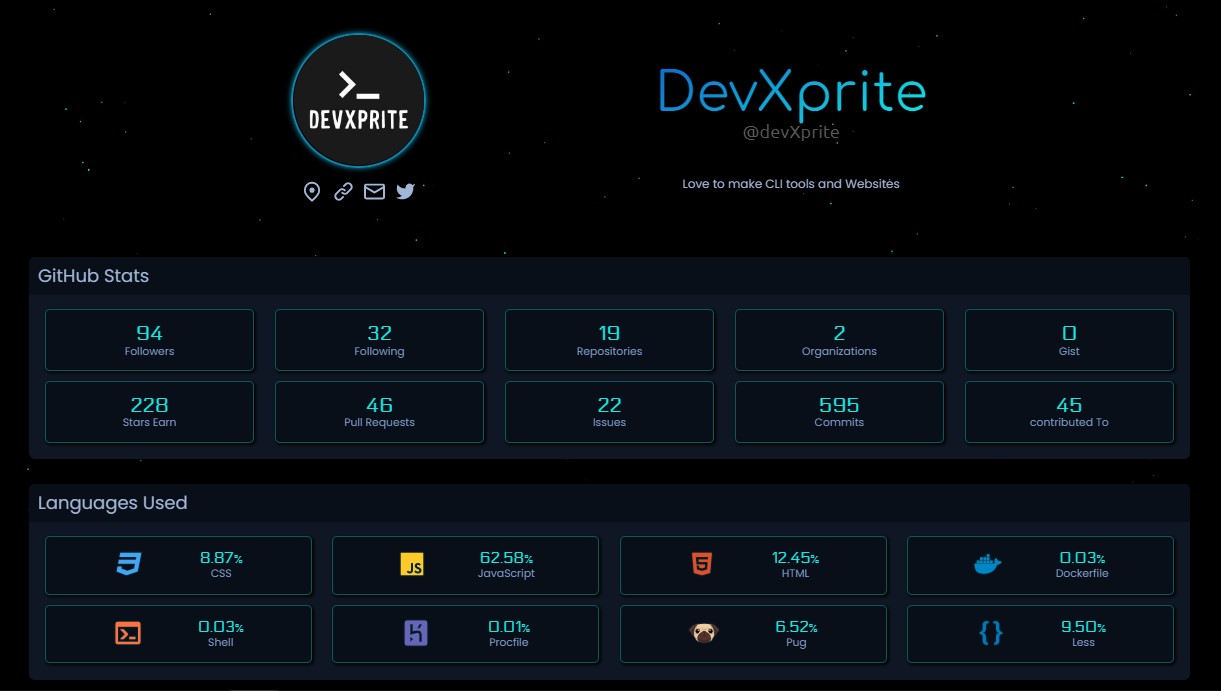 >_
DEVXPRITE
DevXprite
@devXprite
Love to make CLI tools and Websites
GitHub Stats
94
Followers
32
Following
19
Repositories
2
Organizations
0
Gist
228
Stars Earn
46
Pull Requests
22
Issues
595
Commits
45
contributed To
Languages Used
8.87%
CSS
JS
62.58%
JavaScript
5
12.45%
HTML
0.03%
Dockerfile
0.03%
Shell
0.01%
Procfile
6.52%
Pug
{}
9.50%
Less